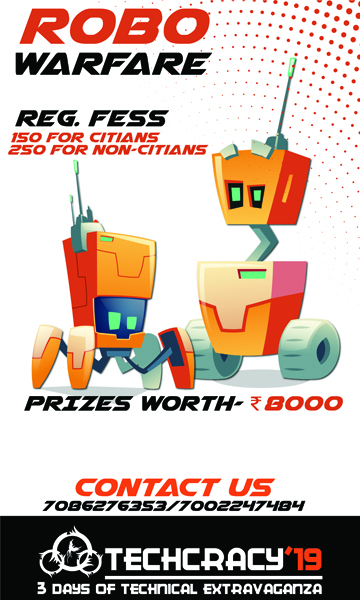 ROBO
WARFARE
REG. FESS
150 FOR CITIANS
250 FOR NON-CITIANS
PRIZES WORTH- ₹ 8000
CONTACT US
7086276353/7002247484
TECHCRACY'19
3 DAYS OF TECHNICAL EXTRAVAGANZA